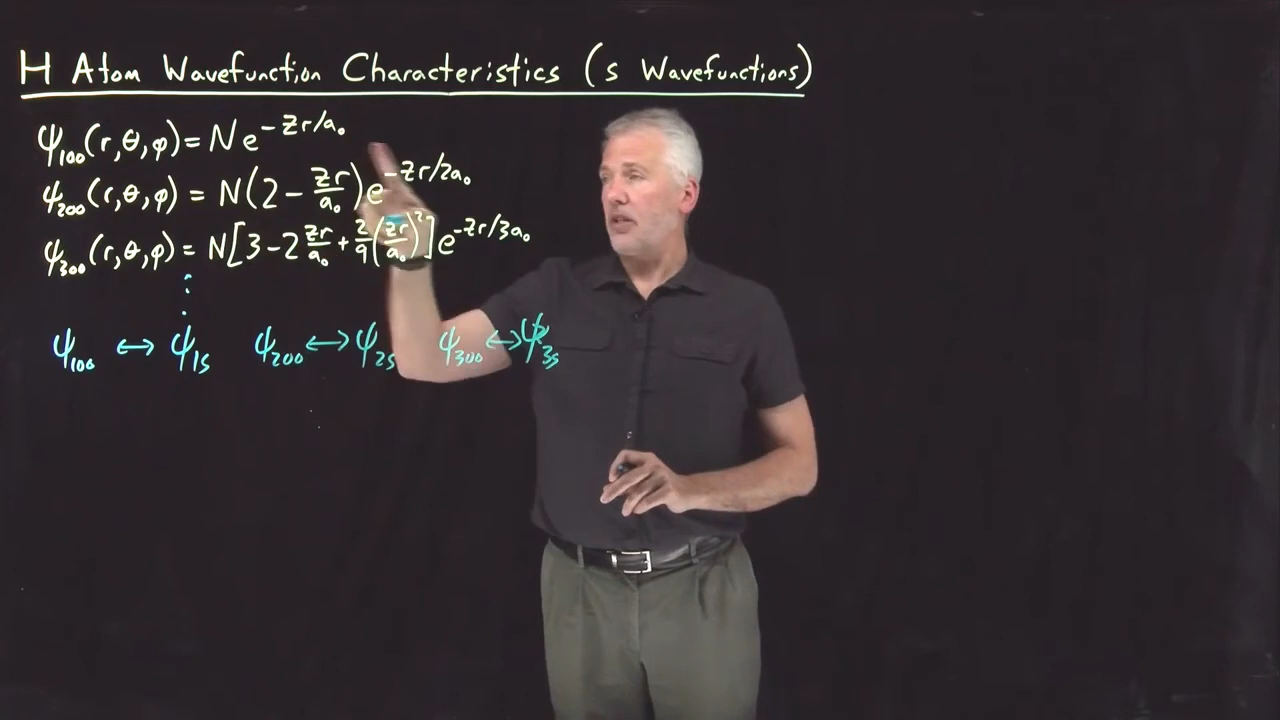 H Atom Wavefunction Characteristics (s Wavefunctions)
ψ₁₀₀(r,θ,φ) = N e^{-Zr/a₀}
ψ₂₀₀(r,θ,φ) = N(2 - Zr/a₀)e^{-Zr/2a₀}
ψ₃₀₀(r,θ,φ) = N[3 - 2 Zr/a₀ + 2/9 (Zr/a₀)²]e^{-Zr/3a₀}
⋮
ψ₁₀₀ ↔ ψ₁ₛ ψ₂₀₀ ↔ ψ₂ₛ ψ₃₀₀ ↔ ψ₃ₛ